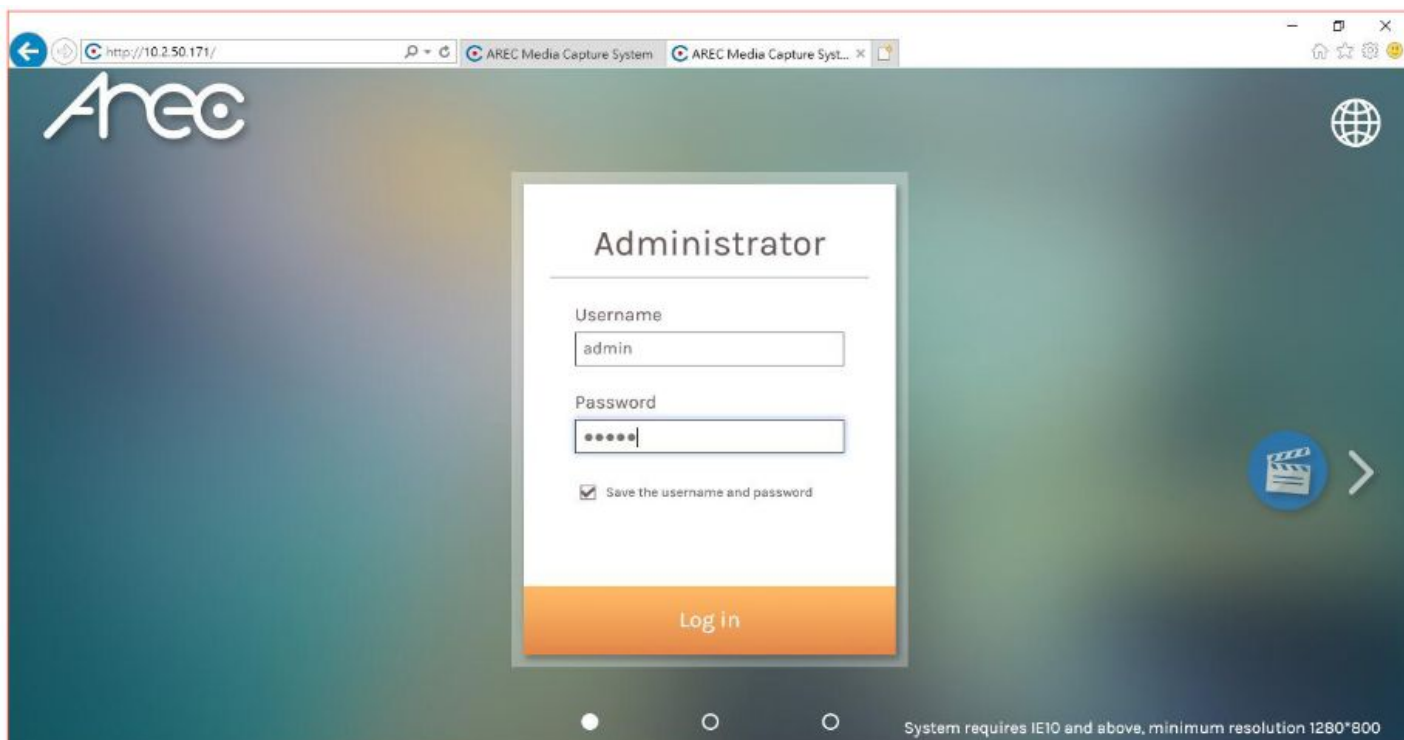 http://10.2.50.171/
AREC Media Capture System
AREC Media Capture Syst...
Arec
Administrator
Username
admin
Password
Save the username and password
Log in
System requires IE10 and above, minimum resolution 1280*800